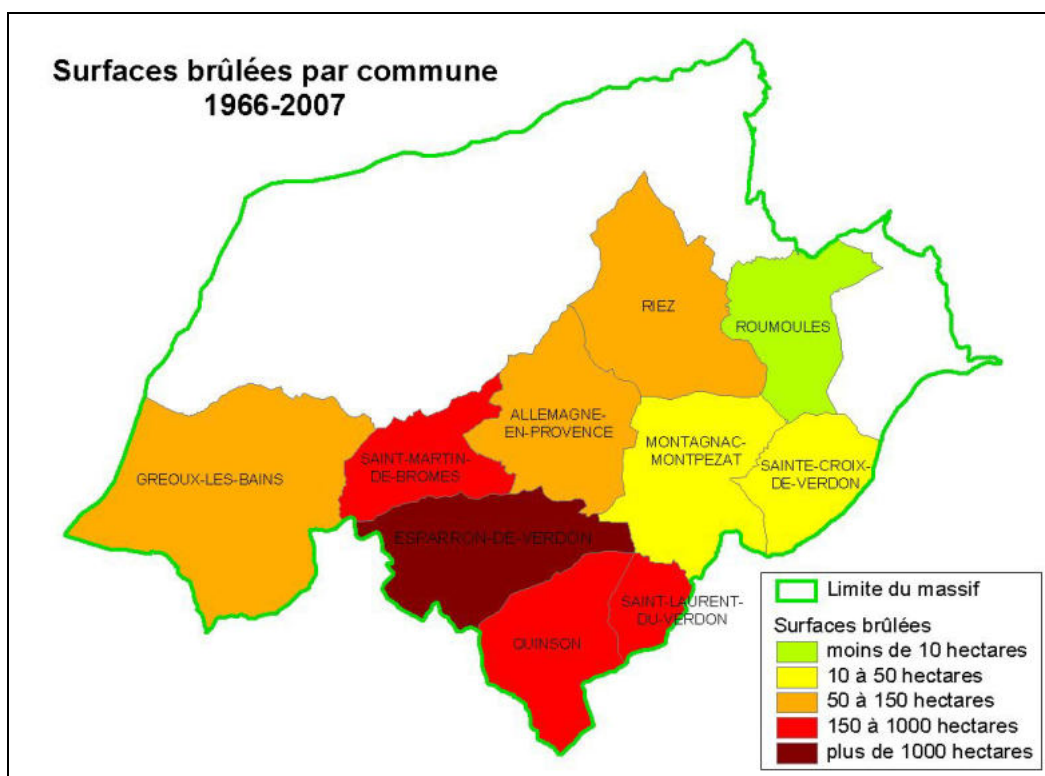 Surfaces brûlées par commune
1966-2007
RIEZ
ROUMOULES
ALLEMAGNE-
EN-PROVENCE
MONTAGNAC-
MONTPEZAT
SAINTE-CROIX-
DE-VERDON
GREOUX-LES-BAINS
SAINT-MARTIN-
DE-BROMES
ESPARRON-DE-VERDON
SAINT-LAURENT-
DU-VERDON
QUINSON
Limite du massif
Surfaces brûlées
moins de 10 hectares
10 à 50 hectares
50 à 150 hectares
150 à 1000 hectares
plus de 1000 hectares